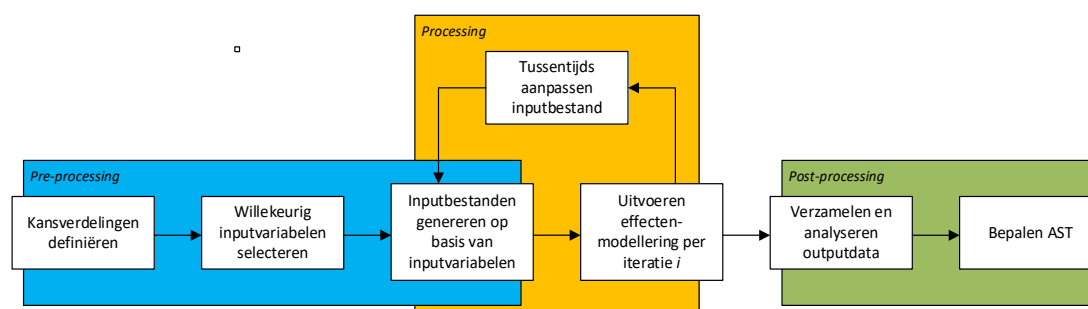 Processing
Tussentijds
aanpassen
inputbestand
Pre-processing
Kansverdelingen
definiëren
Willekeurig
inputvariabelen
selecteren
Inputbestanden
genereren op
basis van
inputvariabelen
Uitvoeren
effecten-
modellering per
iteratie i
Post-processing
Verzamelen en
analyseren
outputdata
Bepalen AST